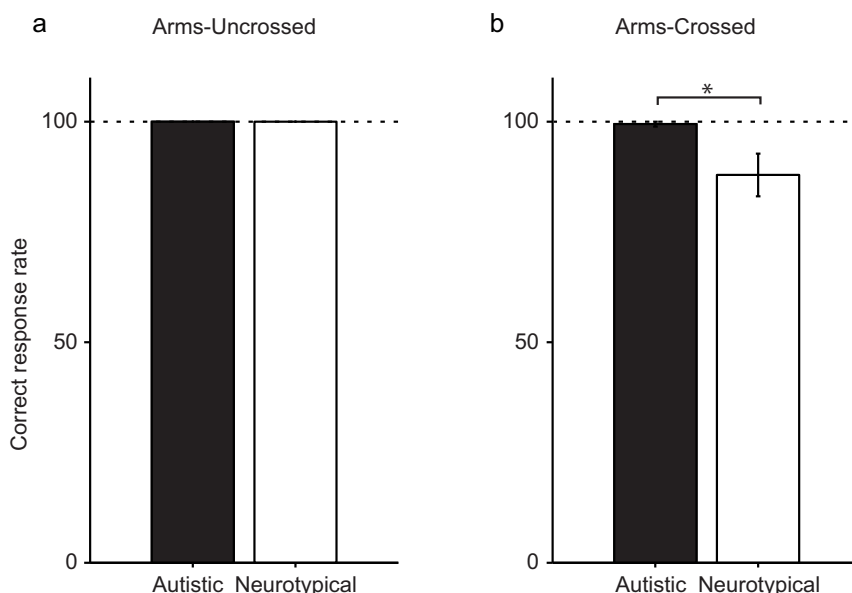 a
Arms-Uncrossed
b
Arms-Crossed
*
100
100
50
50
Correct response rate
0
0
Autistic Neurotypical
Autistic Neurotypical